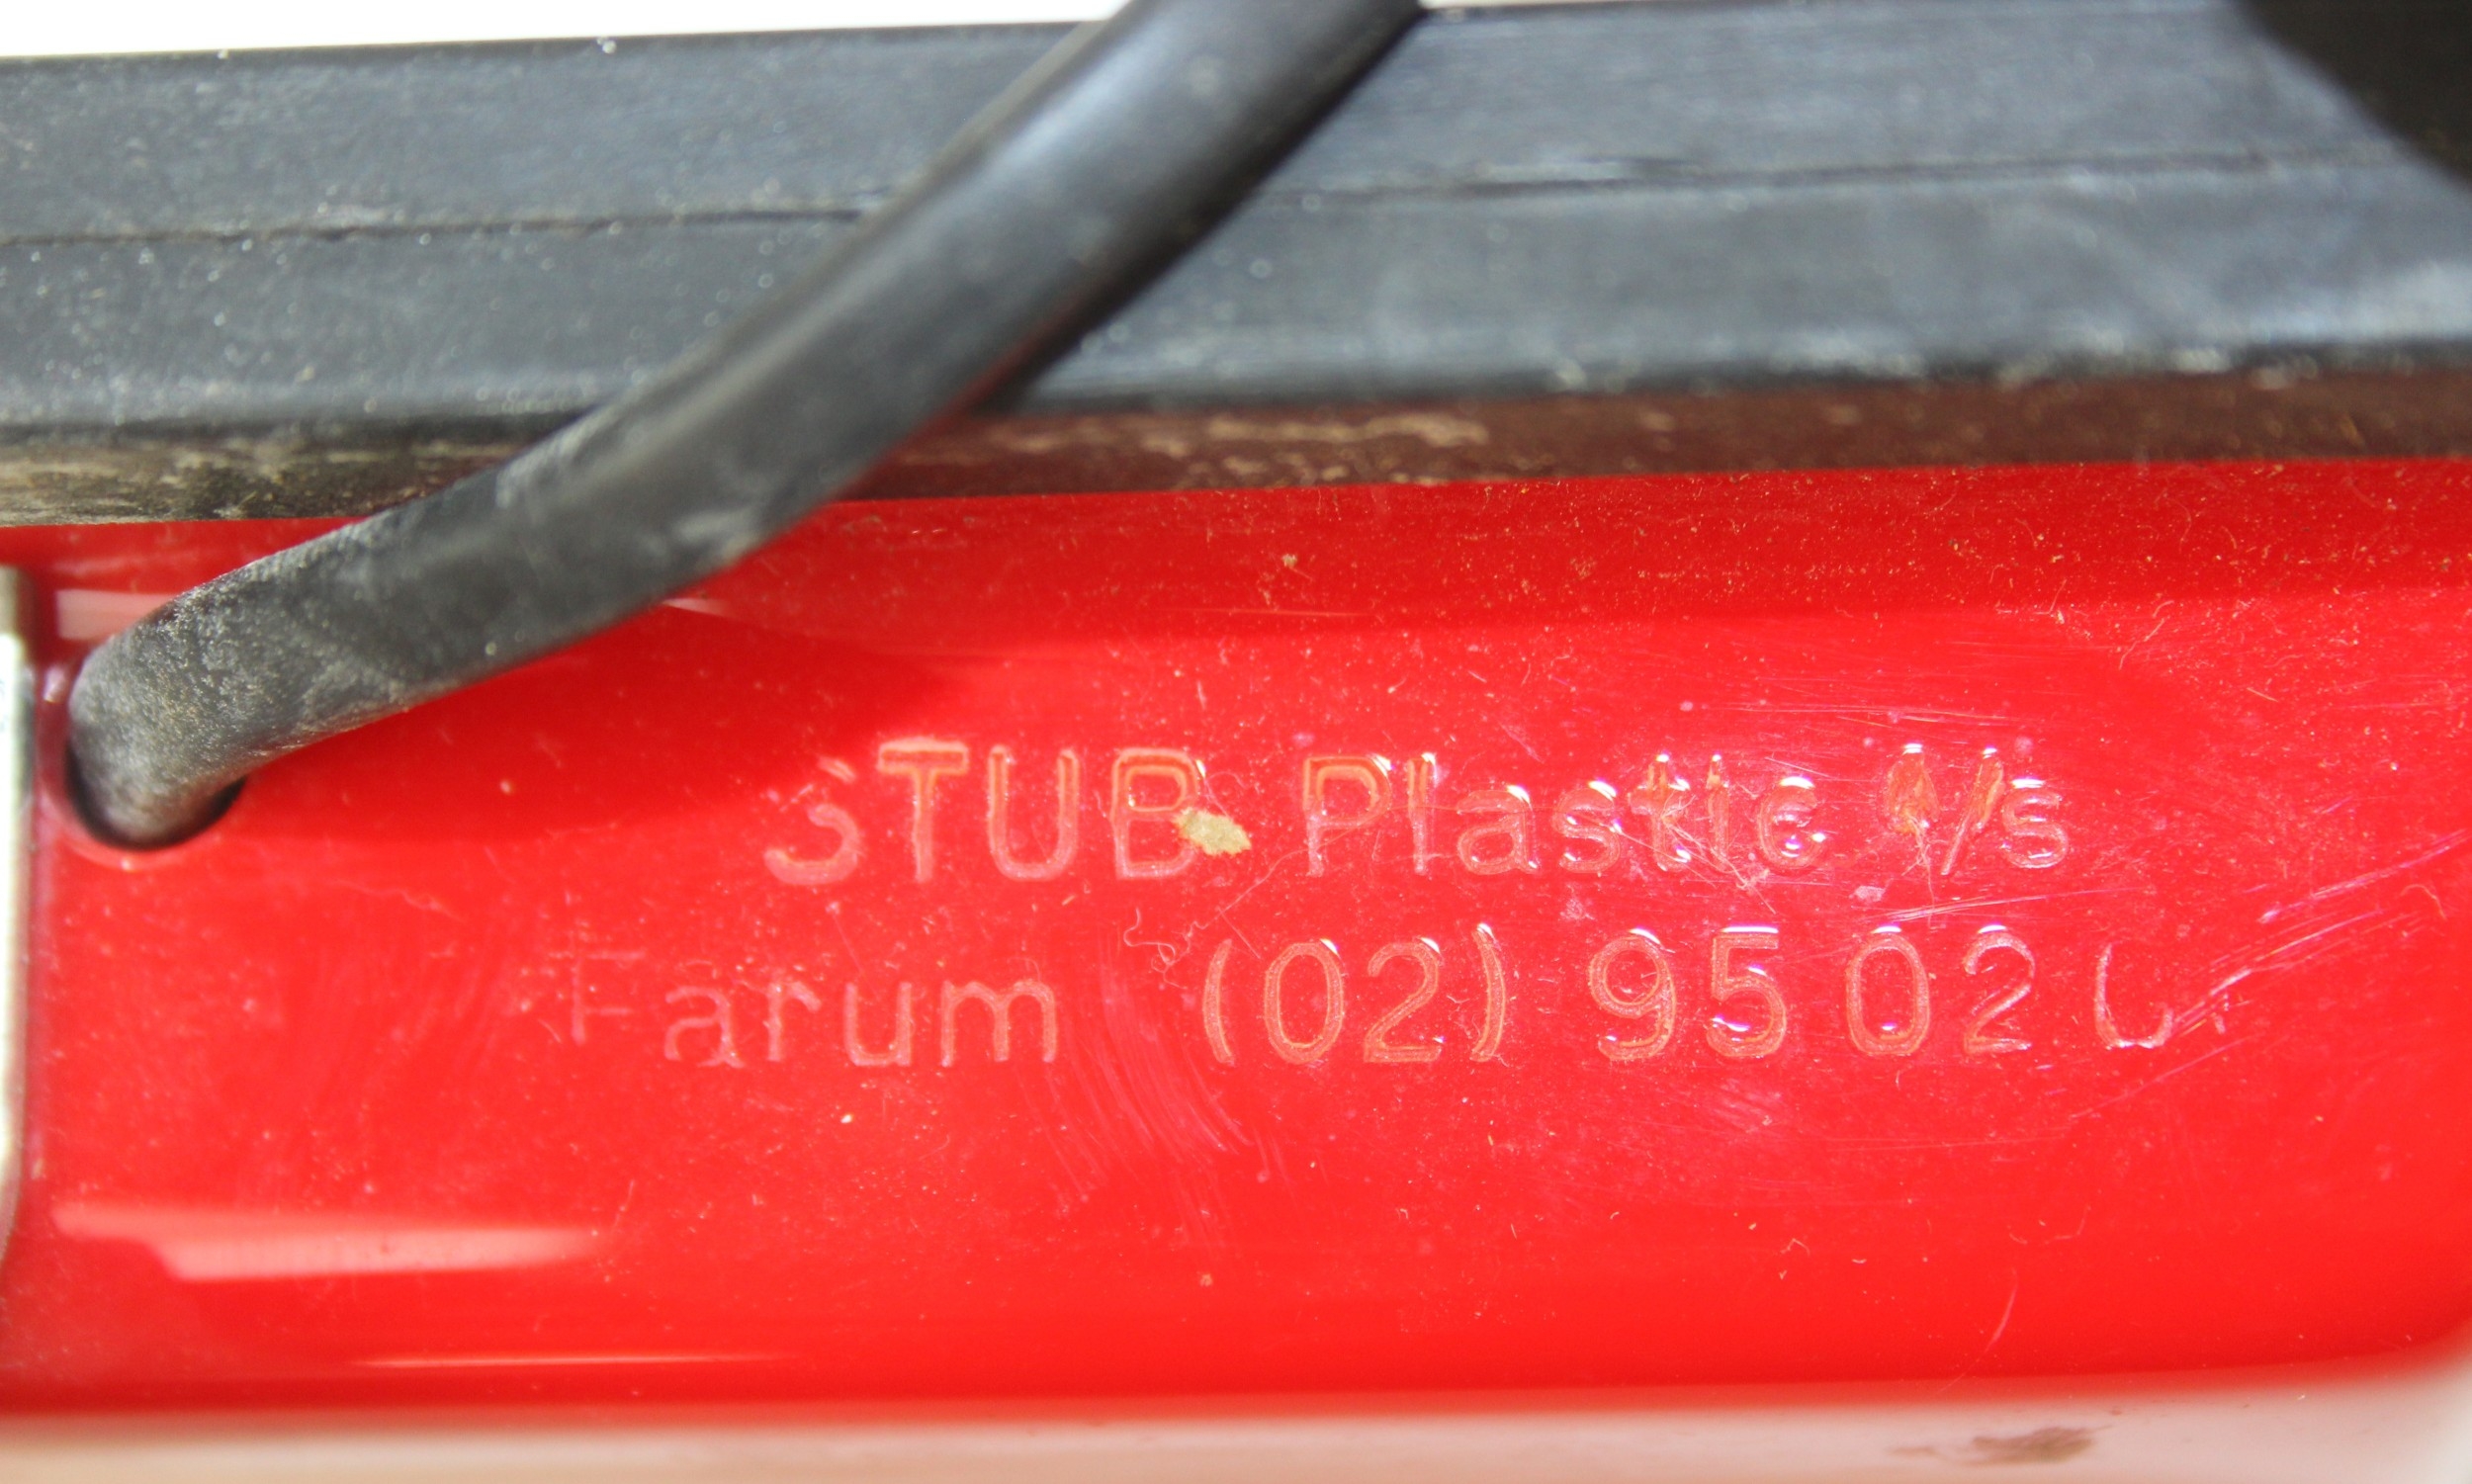 STUB Plastic a/s
Farum (02) 95 02